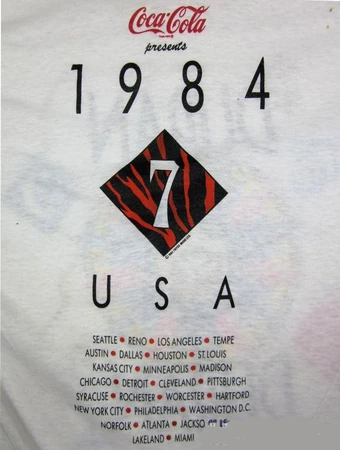 Coca-Cola
presents
1984
7
USA
SEATTLE • RENO • LOS ANGELES • TEMPE
AUSTIN • DALLAS • HOUSTON • ST. LOUIS
KANSAS CITY • MINNEAPOLIS • MADISON
CHICAGO • DETROIT • CLEVELAND • PITTSBURGH
SYRACUSE • ROCHESTER • WORCESTER • HARTFORD
NEW YORK CITY • PHILADELPHIA • WASHINGTON D.C.
NORFOLK • ATLANTA • JACKSO
LAKELAND • MIAMI